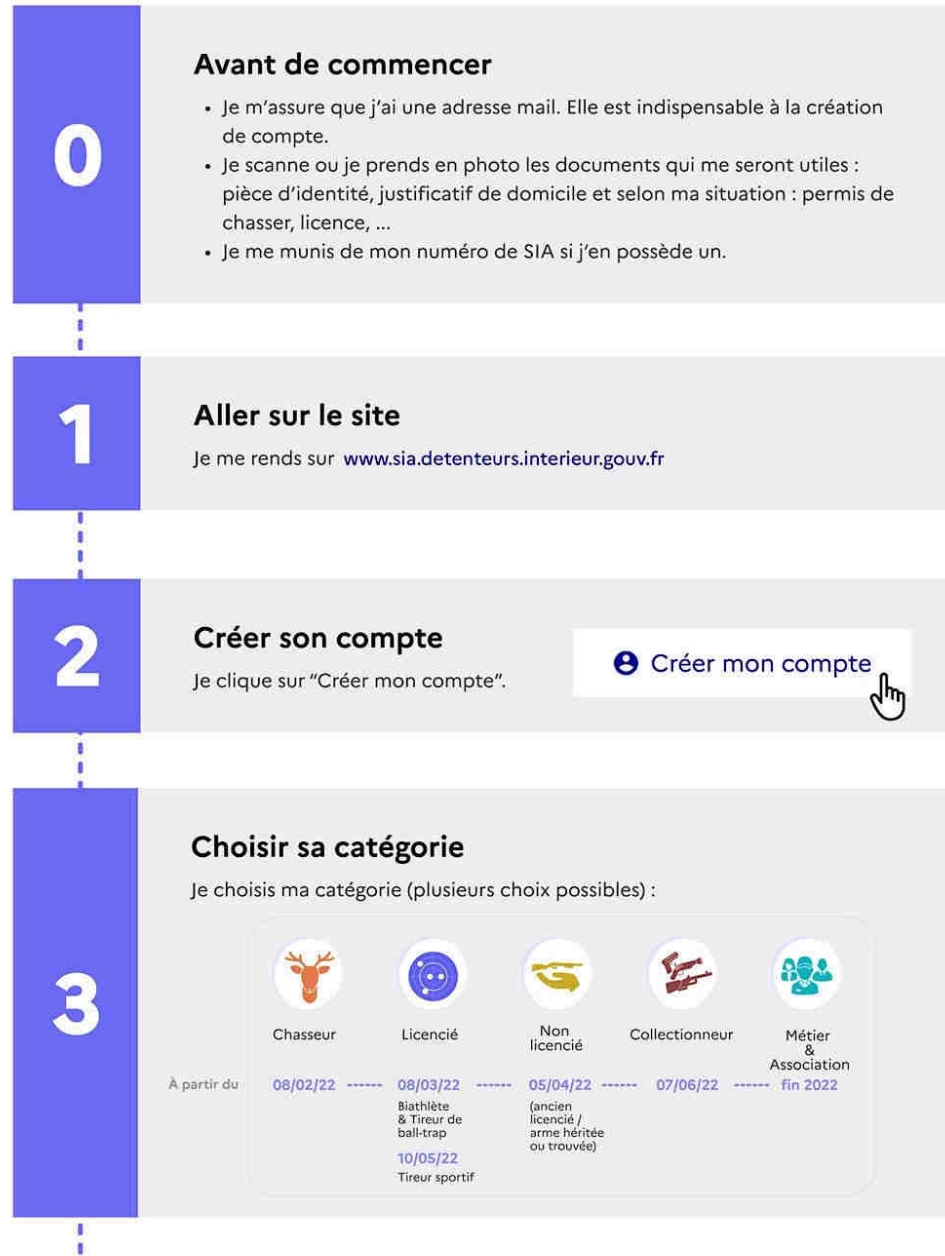 0
Avant de commencer
• Je m'assure que j'ai une adresse mail. Elle est indispensable à la création
de compte.
• Je scanne ou je prends en photo les documents qui me seront utiles :
pièce d'identité, justificatif de domicile et selon ma situation : permis de
chasser, licence, ...
• Je me munis de mon numéro de SIA si j'en possède un.
1
Aller sur le site
Je me rends sur www.sia.detenteurs.interieur.gouv.fr
2
Créer son compte
Je clique sur "Créer mon compte".
Créer mon compte
3
Choisir sa catégorie
Je choisis ma catégorie (plusieurs choix possibles) :
Chasseur
Licencié
Non
licencié
Collectionneur
Métier
&
Association
À partir du 08/02/22 ------ 08/03/22 ------ 05/04/22 ------ 07/06/22 ------ fin 2022
Biathlète
& Tireur de
ball-trap
10/05/22
Tireur sportif
(ancien
licencié /
arme héritée
ou trouvée)